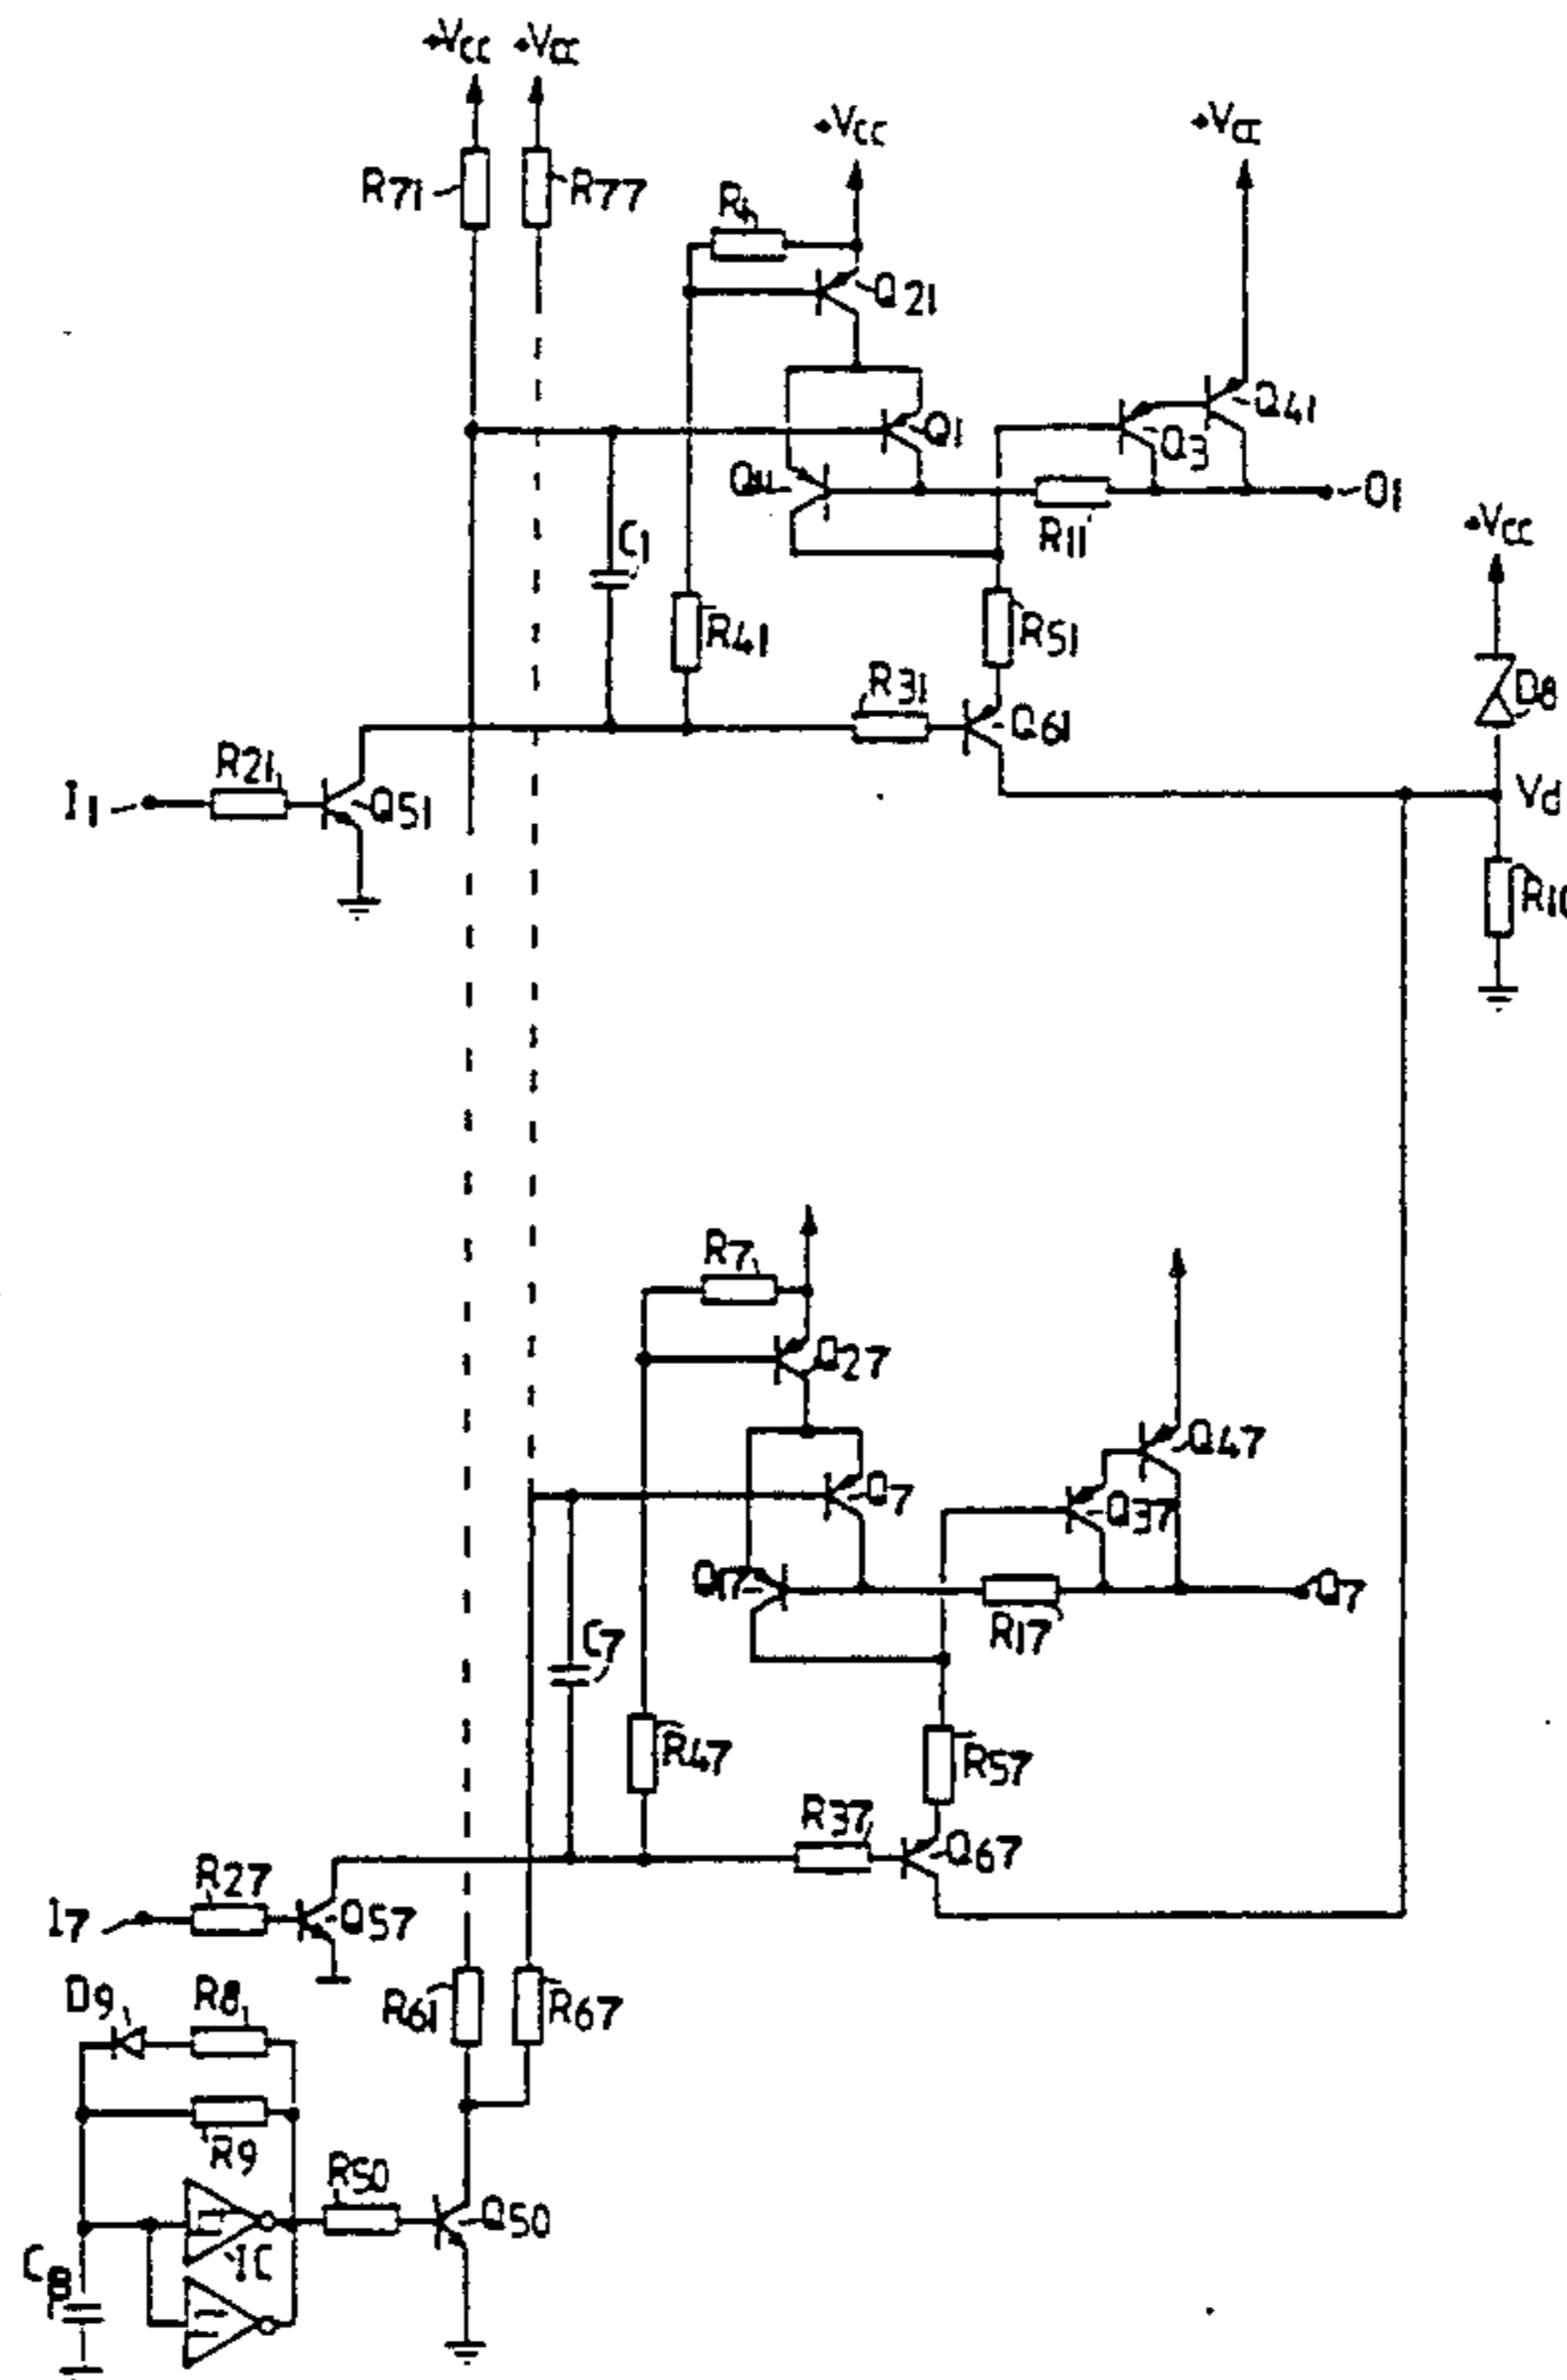 +Vcc +Vcc
R71
R77
+Vcc
+Vcc
R4
Q21
Q1
Q11
Q3
Q41
O1
R11
+Vcc
C1
R41
R51
D8
R31
Q61
Vd
I1
R21
Q51
R10
R7
Q27
Q47
Q7
Q37
Q17
Q7
R17
C7
R47
R57
R37
Q67
R27
I7
Q57
D9
R8
R61
R67
R9
R50
Q50
IC
C8